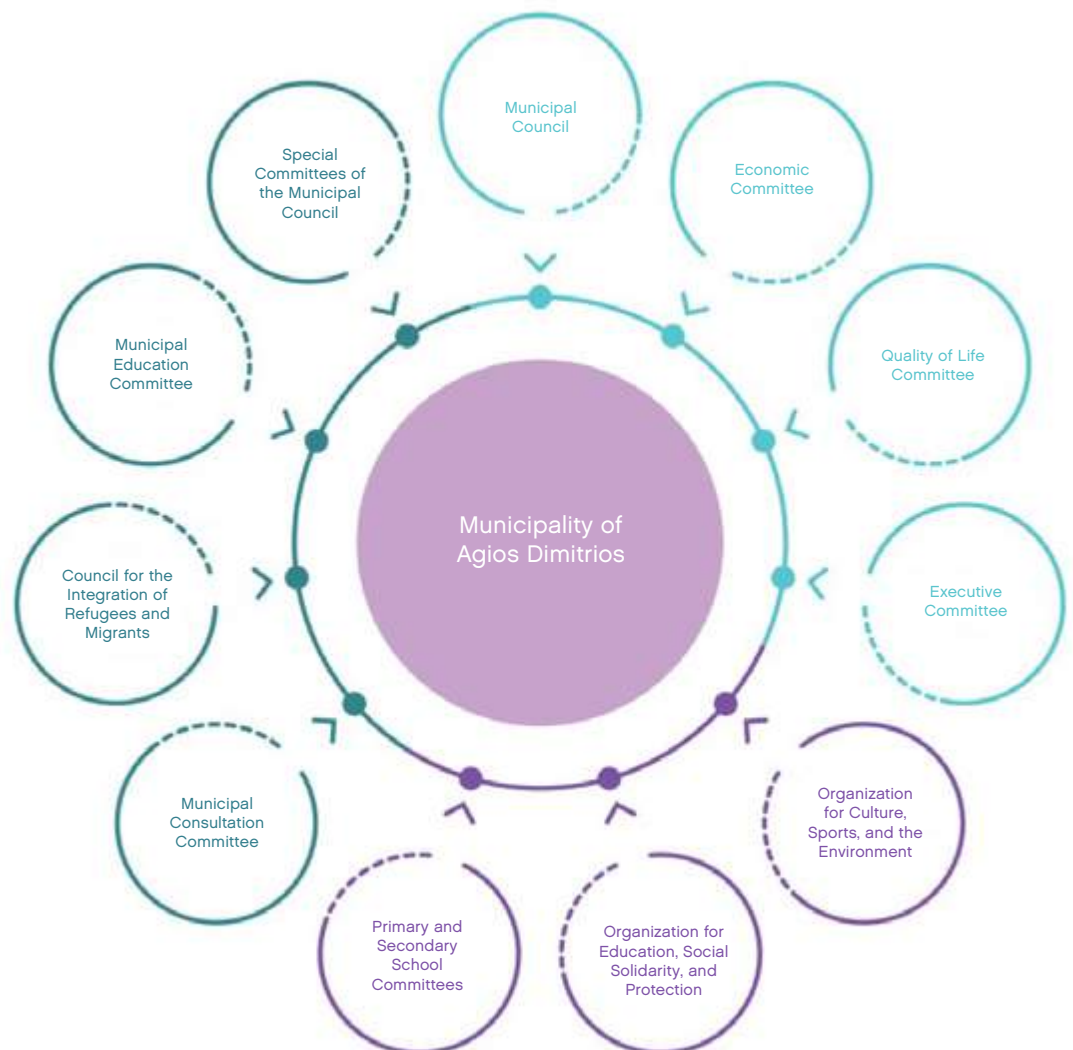 Municipal
Council
Economic
Committee
Quality of Life
Committee
Executive
Committee
Organization
for Culture,
Sports, and the
Environment
Organization for
Education, Social
Solidarity, and
Protection
Primary and
Secondary
School
Committees
Municipal
Consultation
Committee
Council for the
Integration of
Refugees and
Migrants
Municipal
Education
Committee
Special
Committees of
the Municipal
Council
Municipality of
Agios Dimitrios